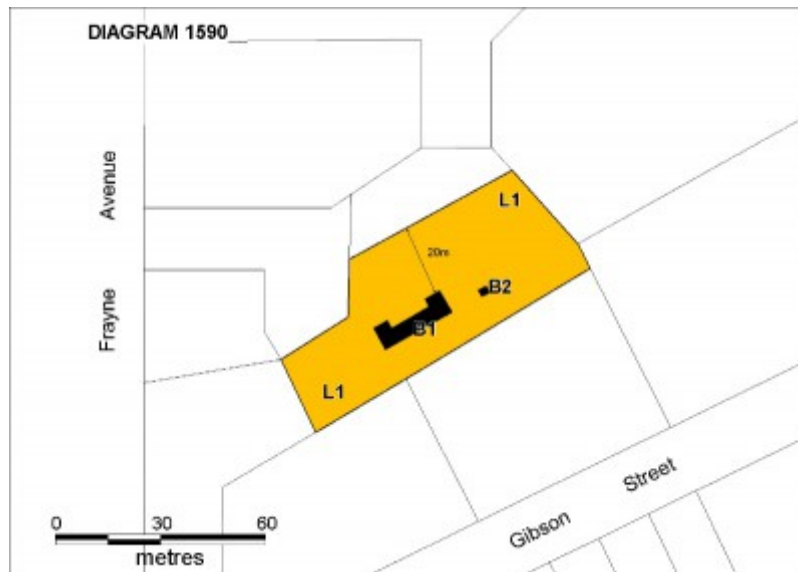 DIAGRAM 1590
Avenue
Frayne
L1
20m
B2
B1
L1
Gibson Street
0 30 60
metres